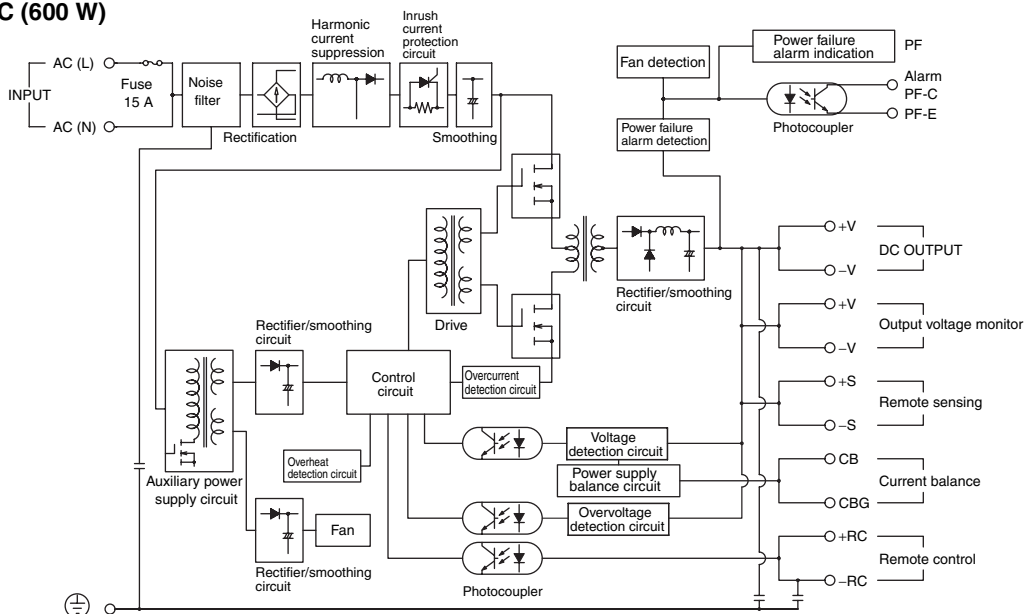 C (600 W)
Harmonic
current
suppression
Inrush
current
protection
circuit
AC (L)
INPUT
AC (N)
Fuse
15 A
Noise
filter
Rectification
Smoothing
Fan detection
Power failure
alarm indication
PF
Alarm
PF-C
PF-E
Photocoupler
Power failure
alarm detection
Drive
Rectifier/smoothing
circuit
+V
DC OUTPUT
−V
+V
Output voltage monitor
−V
+S
Remote sensing
−S
CB
Current balance
CBG
+RC
Remote control
−RC
Rectifier/smoothing
circuit
Control
circuit
Overcurrent
detection circuit
Auxiliary power
supply circuit
Overheat
detection circuit
Voltage
detection circuit
Power supply
balance circuit
Overvoltage
detection circuit
Fan
Rectifier/smoothing
circuit
Photocoupler